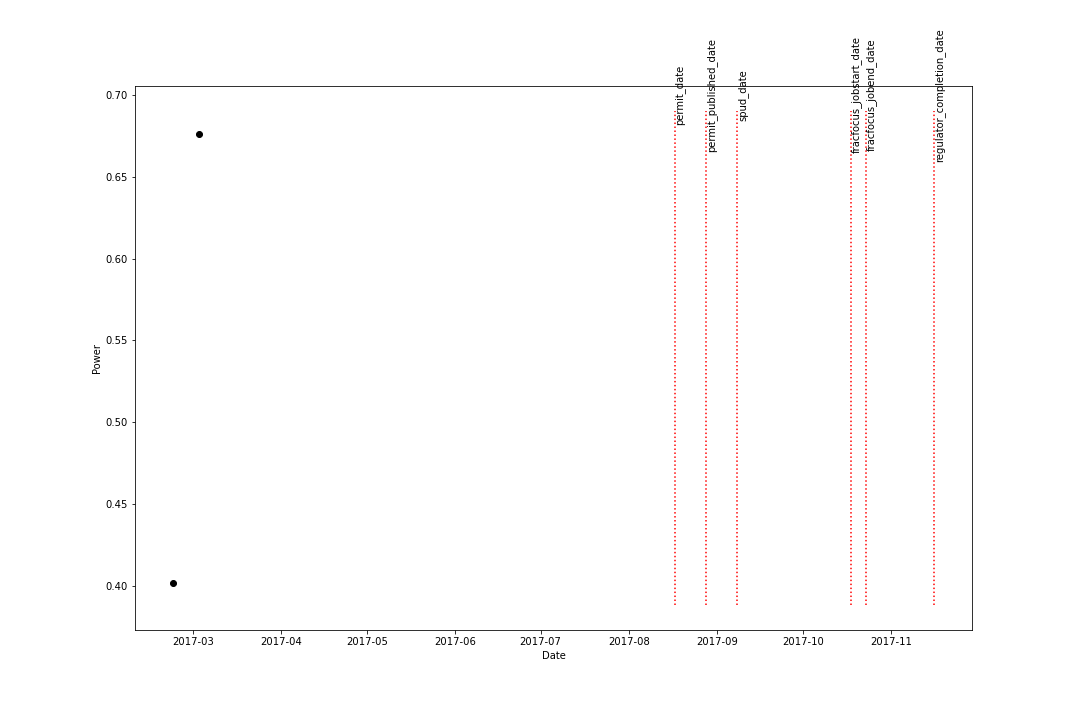 permit_date
permit_published_date
spud_date
fracfocus_jobstart_date
fracfocus_jobend_date
regulator_completion_date
0.70
0.65
0.60
0.55
0.50
0.45
0.40
Power
2017-03
2017-04
2017-05
2017-06
2017-07
2017-08
2017-09
2017-10
2017-11
Date